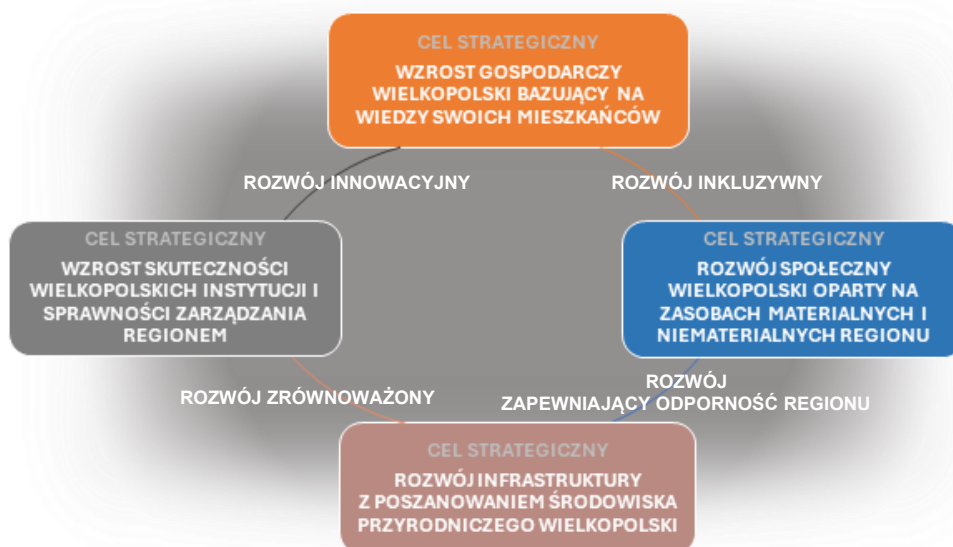 CEL STRATEGICZNY
WZROST GOSPODARCZY
WIELKOPOLSKI BAZUJĄCY NA
WIEDZY SWOICH MIESZKAŃCÓW
ROZWÓJ INNOWACYJNY
ROZWÓJ INKLUZYWNY
CEL STRATEGICZNY
WZROST SKUTECZNOŚCI
WIELKOPOLSKICH INSTYTUCJI I
SPRAWNOŚCI ZARZĄDZANIA
REGIONEM
CEL STRATEGICZNY
ROZWÓJ SPOŁECZNY
WIELKOPOLSKI OPARTY NA
ZASOBACH MATERIALNYCH I
NIEMATERIALNYCH REGIONU
ROZWÓJ ZRÓWNOWAŻONY
ROZWÓJ
ZAPEWNIAJĄCY ODPORNOŚĆ REGIONU
CEL STRATEGICZNY
ROZWÓJ INFRASTRUKTURY
Z POSZANOWANIEM ŚRODOWISKA
PRZYRODNICZEGO WIELKOPOLSKI